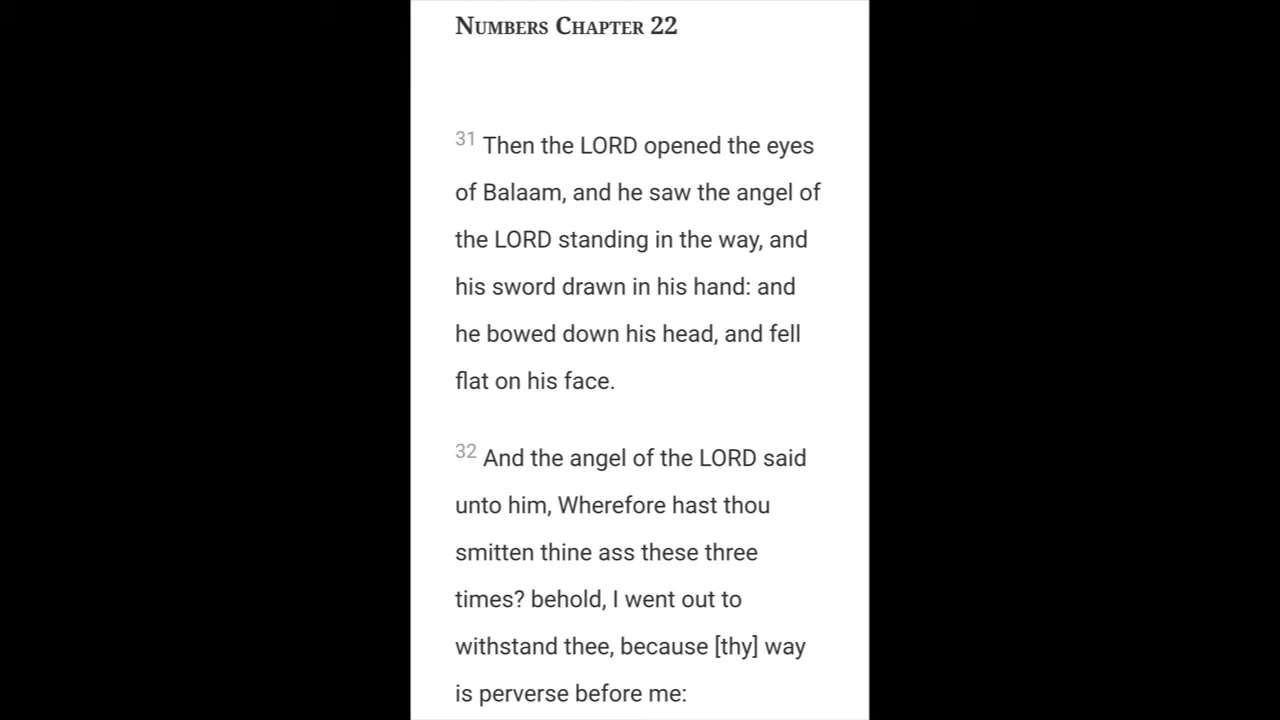 Numbers Chapter 22
31 Then the LORD opened the eyes
of Balaam, and he saw the angel of
the LORD standing in the way, and
his sword drawn in his hand: and
he bowed down his head, and fell
flat on his face.
32 And the angel of the LORD said
unto him, Wherefore hast thou
smitten thine ass these three
times? behold, I went out to
withstand thee, because [thy] way
is perverse before me: